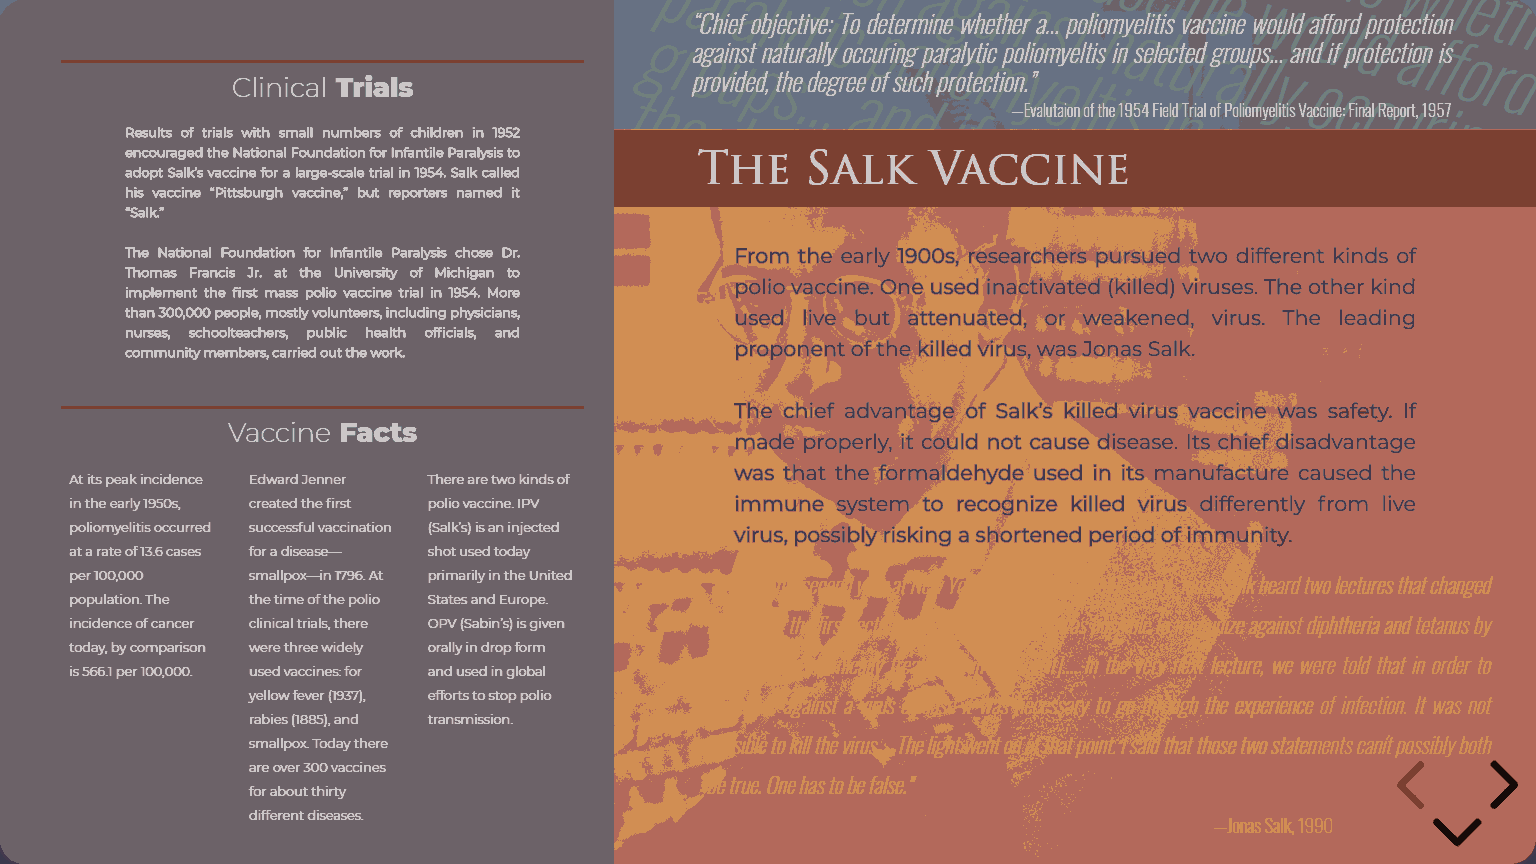 Clinical Trials
Results of trials with small numbers of children in 1952
encouraged the National Foundation for Infantile Paralysis to
adopt Salk's vaccine for a large-scale trial in 1954. Salk called
his vaccine "Pittsburgh vaccine," but reporters named it
"Salk."
The National Foundation for Infantile Paralysis chose Dr.
Thomas Francis Jr. at the University of Michigan to
implement the first mass polio vaccine trial in 1954. More
than 300,000 people, mostly volunteers, including physicians,
nurses, schoolteachers, public health officials, and
community members, carried out the work.
Vaccine Facts
At its peak incidence
in the early 1950s,
poliomyelitis occurred
at a rate of 13.6 cases
per 100,000
population. The
incidence of cancer
today, by comparison
is 566.1 per 100,000.
Edward Jenner
created the first
successful vaccination
for a disease—
smallpox—in 1796. At
the time of the polio
clinical trials, there
were three widely
used vaccines: for
yellow fever (1937),
rabies (1885), and
smallpox. Today there
are over 300 vaccines
for about thirty
different diseases.
There are two kinds of
polio vaccine. IPV
(Salk's) is an injected
shot used today
primarily in the United
States and Europe.
OPV (Sabin's) is given
orally in drop form
and used in global
efforts to stop polio
transmission.
"Chief objective: To determine whether a... poliomyelitis vaccine would afford protection
against naturally occuring paralytic poliomyeltis in selected groups... and if protection is
provided, the degree of such protection."
—Evalutaion of the 1954 Field Trial of Poliomyelitis Vaccine: Final Report, 1957
The Salk Vaccine
From the early 1900s, researchers pursued two different kinds of
polio vaccine. One used inactivated (killed) viruses. The other kind
used live but attenuated, or weakened, virus. The leading
proponent of the killed virus, was Jonas Salk.
The chief advantage of Salk's killed virus vaccine was safety. If
made properly, it could not cause disease. Its chief disadvantage
was that the formaldehyde used in its manufacture caused the
immune system to recognize killed virus differently from live
virus, possibly risking a shortened period of immunity.
heard two lectures that changed
against diphtheria and tetanus by
In the very next lecture, we were told that in order to
against a to go through the experience of infection. It was not
to kill the virus... The light went on at that point. I said that those two statements can't possibly both
be true. One has to be false."
—Jonas Salk, 1990